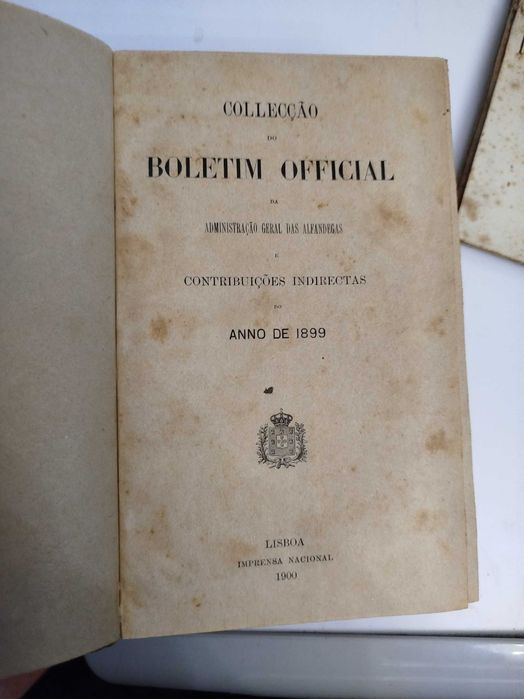 COLLECÇÃO
DO
BOLETIM OFFICIAL
DA
ADMINISTRAÇÃO GERAL DAS ALFANDEGAS
E
CONTRIBUIÇÕES INDIRECTAS
DO
ANNO DE 1899
LISBOA
IMPRENSA NACIONAL
1900